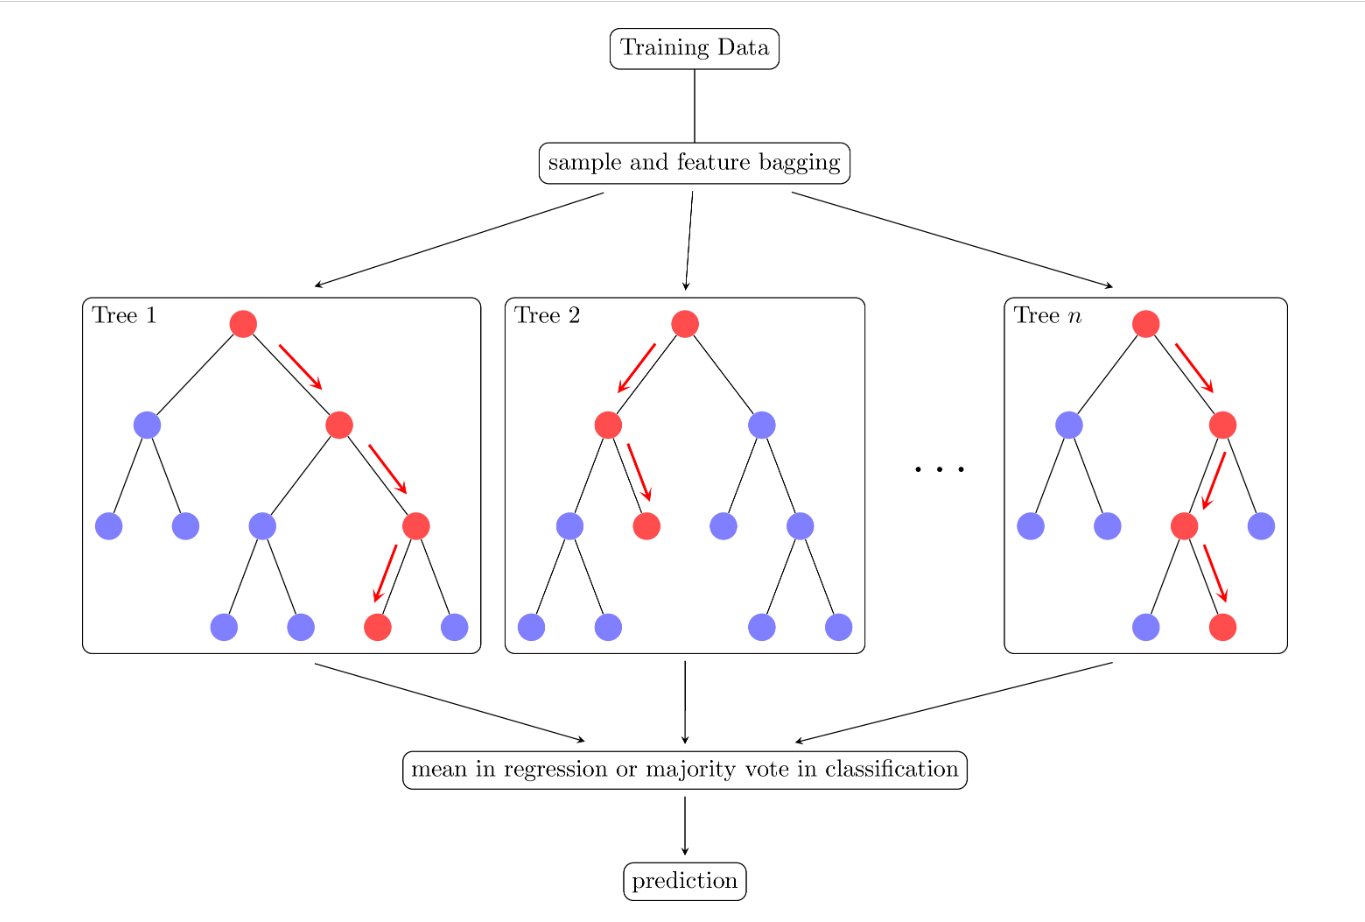 Training Data
sample and feature bagging
Tree 1
Tree 2
Tree n
. . .
mean in regression or majority vote in classification
prediction